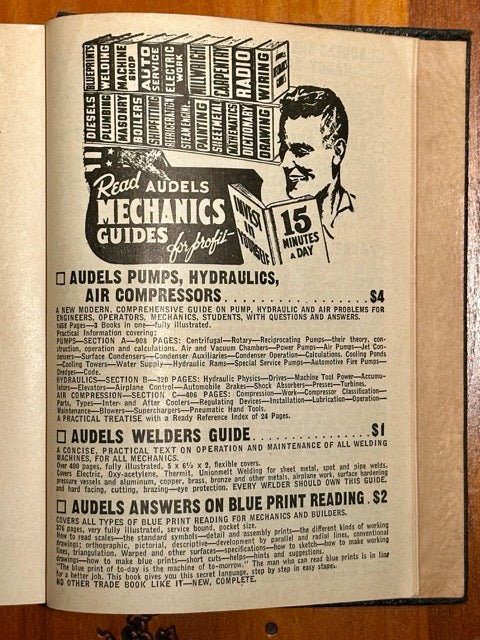 BLUEPRINTS
WELDING
MACHINE SHOP
AUTO SERVICE
ELECTRIC WORK
MILLWRIGHT
CARPENTRY
RADIO
WIRING
DIESELS
PLUMBING
MASONRY
BOILERS
SHIPFITTING
REFRIGERATION
STEAM ENGINE
PAINTING
SHEET METAL
MATHEMATICS
DICTIONARY
DRAWING
Read AUDELS
MECHANICS
GUIDES
for profit-
INVEST
IN
YOURSELF
15
MINUTES
A DAY
AUDELS PUMPS, HYDRAULICS,
AIR COMPRESSORS . . . . . . . . . . . . . . . . . . . $4
A NEW MODERN, COMPREHENSIVE GUIDE ON PUMP, HYDRAULIC AND AIR PROBLEMS FOR
ENGINEERS, OPERATORS, MECHANICS, STUDENTS, WITH QUESTIONS AND ANSWERS.
1658 Pages—3 Books in one—fully illustrated.
Practical Information covering:
PUMPS—SECTION A—908 PAGES: Centrifugal—Rotary—Reciprocating Pumps—their theory, con-
struction, operation and calculations. Air and Vacuum Chambers—Power Pumps—Air Pumps—Jet Con-
densers—Surface Condensers—Condenser Auxiliaries—Condenser Operation—Calculations. Cooling Ponds
—Cooling Towers—Water Supply—Hydraulic Rams—Special Service Pumps—Automotive Fire Pumps—
Dredges—Code.
HYDRAULICS—SECTION B—320 PAGES: Hydraulic Physics—Drives—Machine Tool Power—Accumu-
lators—Elevators—Airplane Control—Automobile Brakes—Shock Absorbers—Presses—Turbines.
AIR COMPRESSION—SECTION C—406 PAGES: Compression—Work—Compressor Classification—
Parts, Types—Inter- and After Coolers—Regulating Devices—Installation—Lubrication—Operation—
Maintenance—Blowers—Superchargers—Pneumatic Hand Tools.
A PRACTICAL TREATISE with a Ready Reference Index of 24 Pages.
AUDELS WELDERS GUIDE . . . . . . . . . . . . . . . $1
A CONCISE, PRACTICAL TEXT ON OPERATION AND MAINTENANCE OF ALL WELDING
MACHINES, FOR ALL MECHANICS.
Over 400 pages, fully illustrated, 5 x 6½ x 2, flexible covers.
Covers Electric, Oxy-acetylene, Thermit, Unionmelt Welding for sheet metal, spot and pipe welds,
pressure vessels and aluminum, copper, brass, bronze and other metals, airplane work, surface hardening
and hard facing, cutting, brazing—eye protection. EVERY WELDER SHOULD OWN THIS GUIDE.
AUDELS ANSWERS ON BLUE PRINT READING . $2
COVERS ALL TYPES OF BLUE PRINT READING FOR MECHANICS AND BUILDERS.
376 pages, very fully illustrated, service bound, pocket size.
How to read scales—the standard symbols—detail and assembly prints—the different kinds of working
drawings; orthographic, pictorial, descriptive—development by parallel and radial lines, conventional
lines, triangulation. Warped and other surfaces—specifications—how to sketch—how to make working
drawings—how to make blue prints—short cuts—helps—hints and suggestions.
"The blue print of to-day is the machine of to-morrow." The man who can read blue prints is in line
for a better job. This book gives you this secret language, step by step in easy stages.
NO OTHER TRADE BOOK LIKE IT—NEW, COMPLETE.